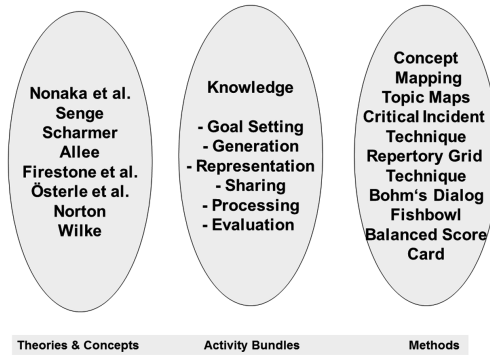 Nonaka et al.
Senge
Scharmer
Allee
Firestone et al.
Österle et al.
Norton
Wilke
Knowledge
- Goal Setting
- Generation
- Representation
- Sharing
- Processing
- Evaluation
Concept
Mapping
Topic Maps
Critical Incident
Technique
Repertory Grid
Technique
Bohm‘s Dialog
Fishbowl
Balanced Score
Card
Theories & Concepts
Activity Bundles
Methods